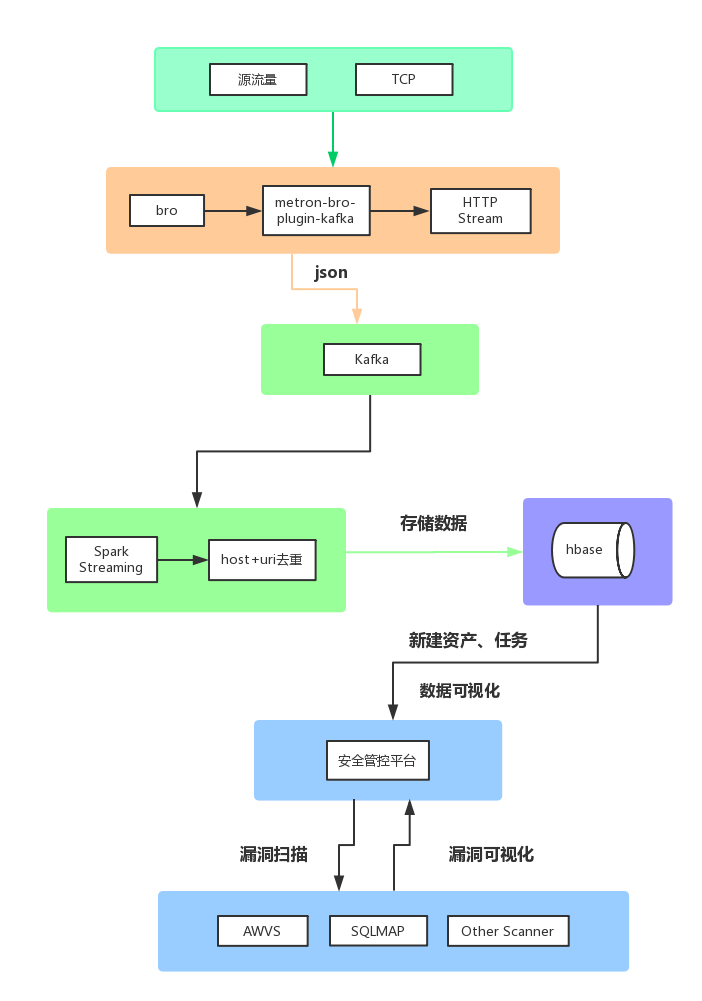 源流量
TCP
bro
metron-bro-
plugin-kafka
HTTP
Stream
json
Kafka
存储数据
Spark
Streaming
host+uri去重
hbase
新建资产、任务
数据可视化
安全管控平台
漏洞扫描
漏洞可视化
AWVS
SQLMAP
Other Scanner